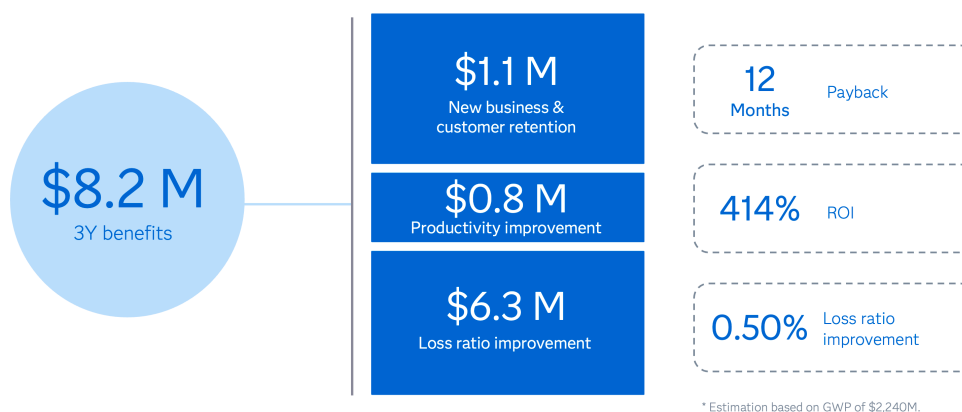 $8.2 M
3Y benefits
$1.1 M
New business &
customer retention
$0.8 M
Productivity improvement
$6.3 M
Loss ratio improvement
12
Months
Payback
414%
ROI
0.50%
Loss ratio
improvement
* Estimation based on GWP of $2,240M.